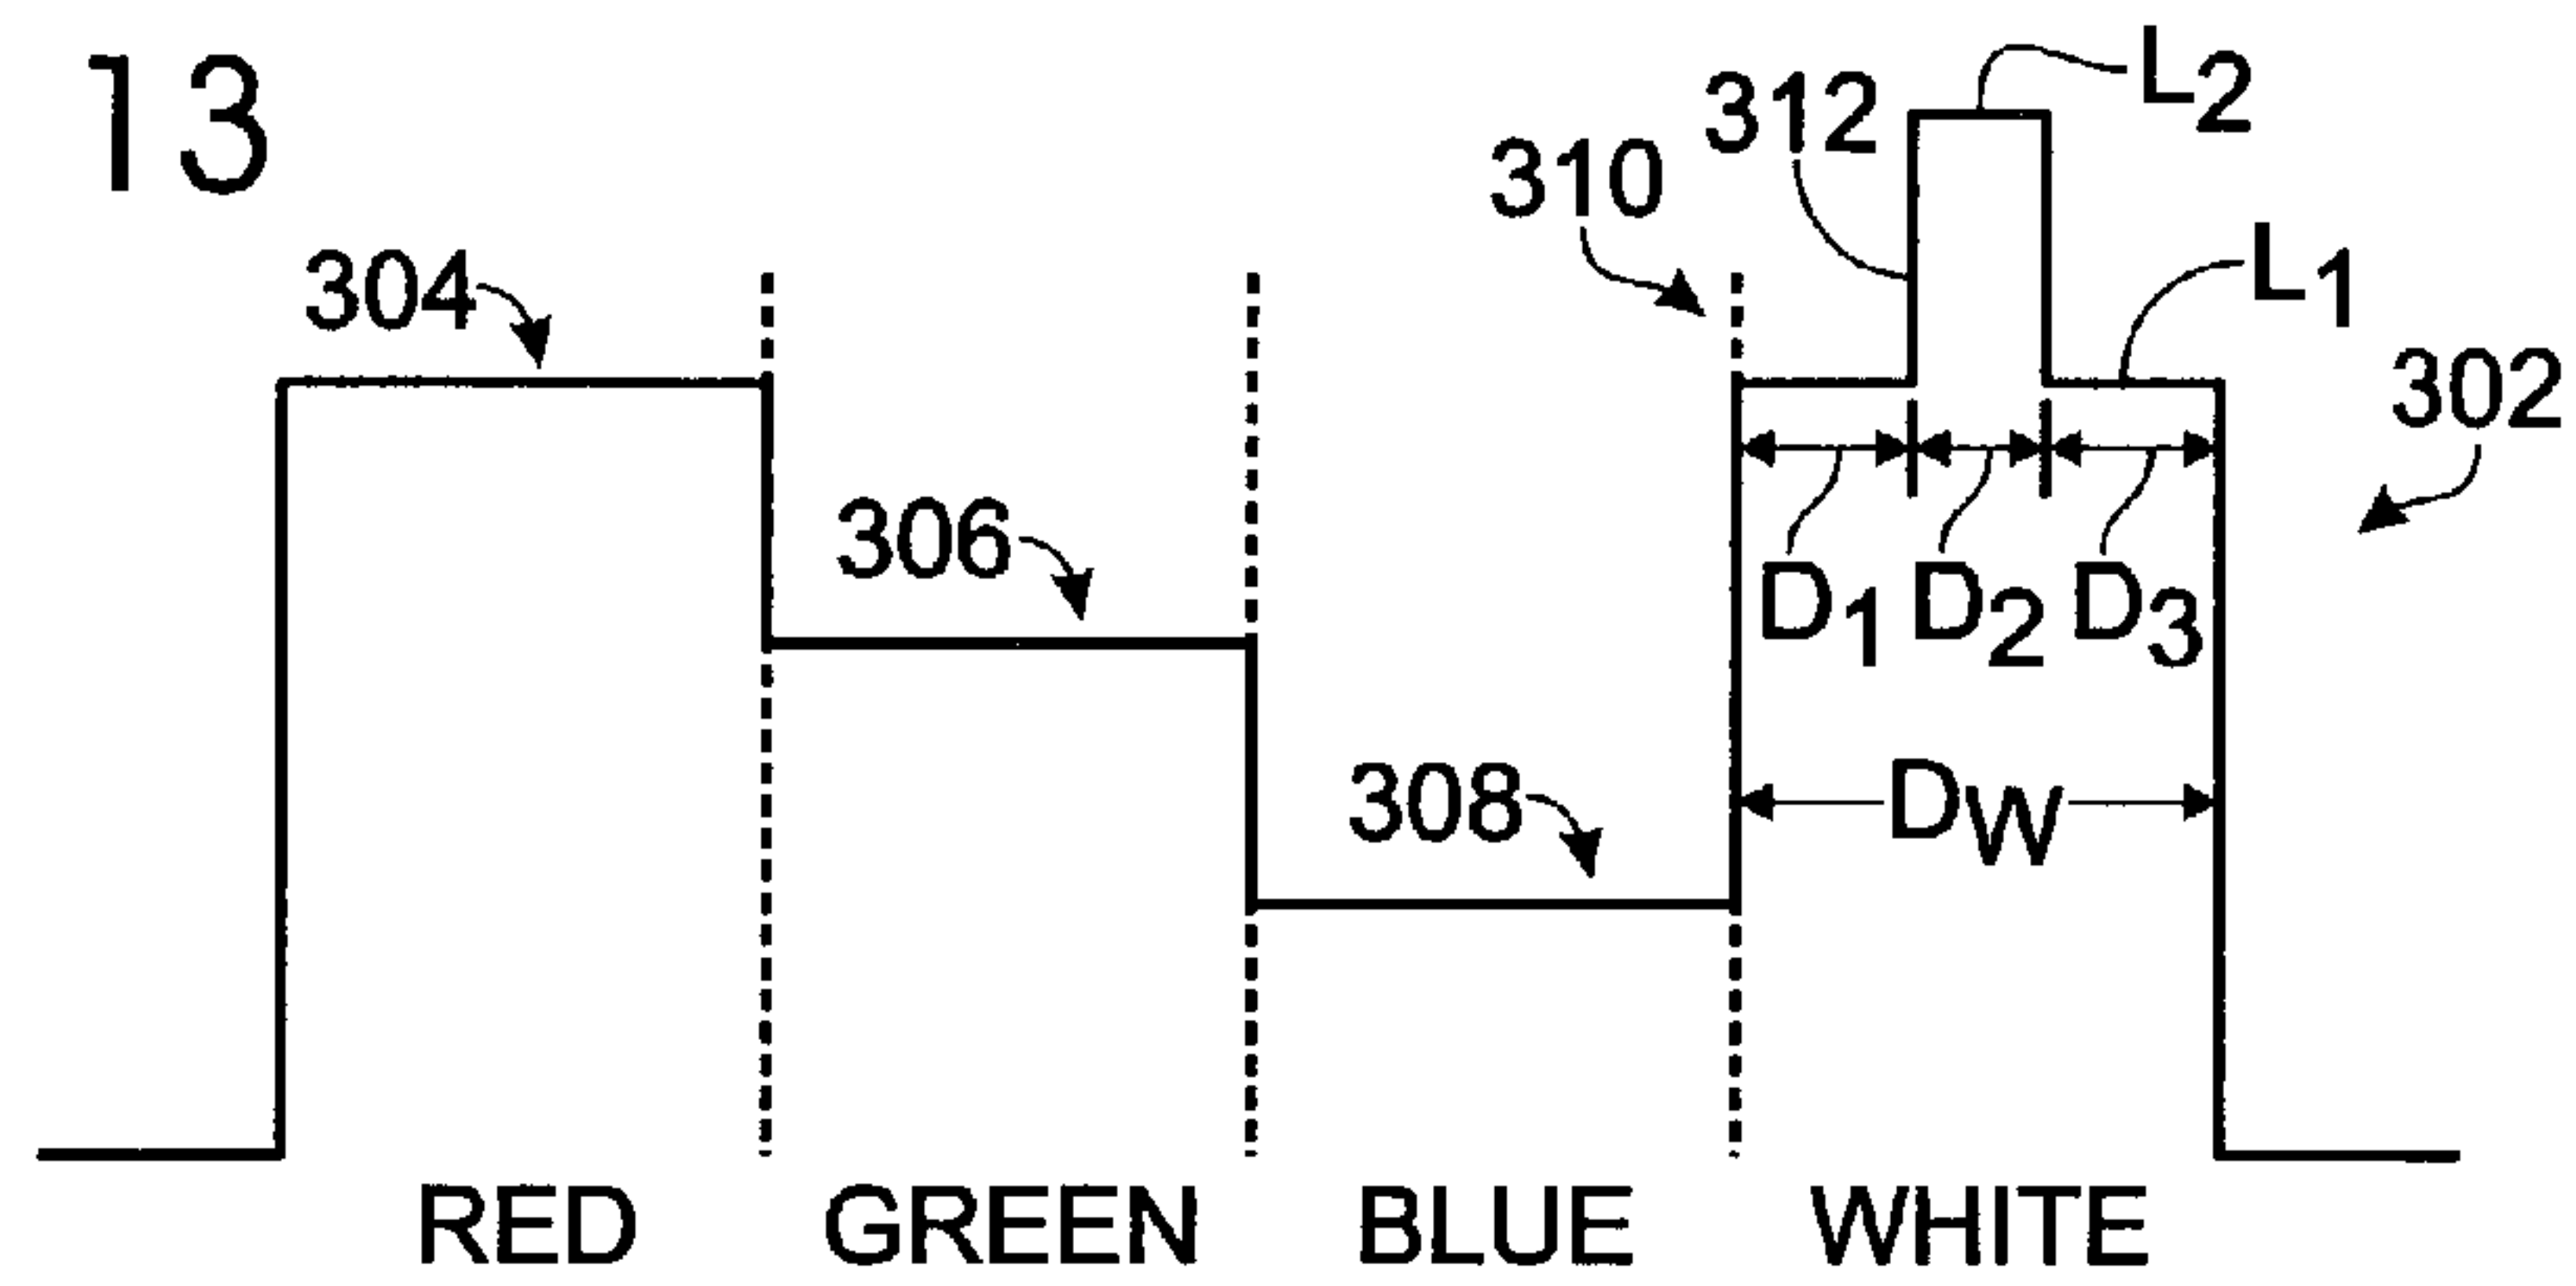 13
L2
312
310
304
L1
302
306
D1 D2 D3
308
DW
RED GREEN BLUE WHITE